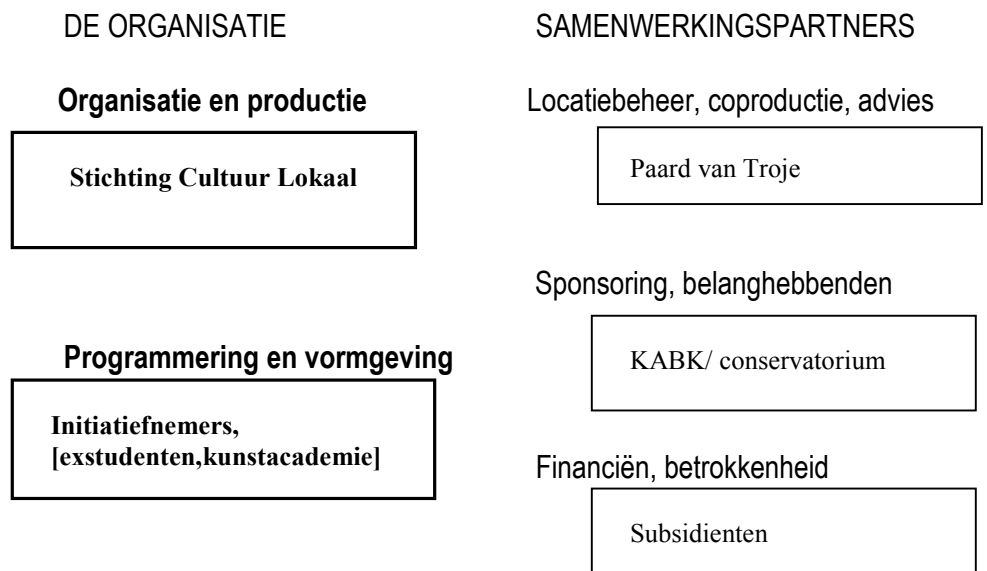 DE ORGANISATIE
Organisatie en productie
Stichting Cultuur Lokaal
Programmering en vormgeving
Initiatiefnemers,
[exstudenten,kunstacademie]
SAMENWERKINGSPARTNERS
Locatiebeheer, coproductie, advies
Paard van Troje
Sponsoring, belanghebbenden
KABK/ conservatorium
Financiën, betrokkenheid
Subsidienten